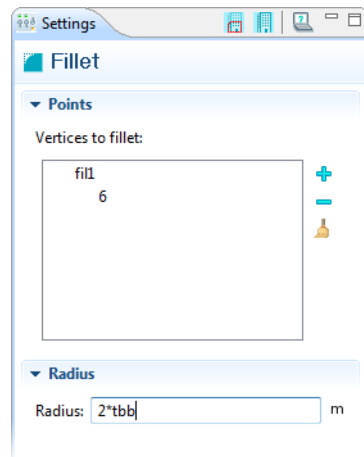 Settings
Fillet
Points
Vertices to fillet:
fil1
6
Radius
Radius: 2*tbb m